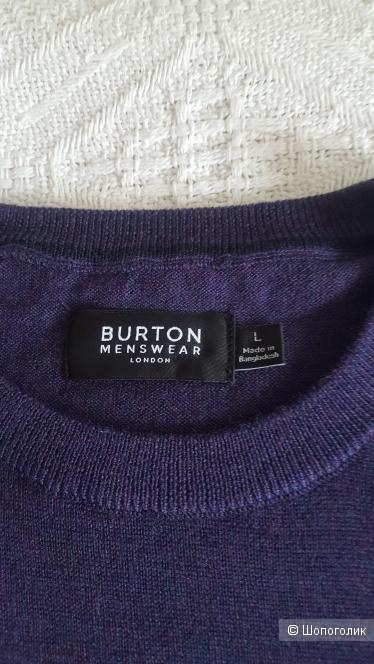 BURTON
MENSWEAR
LONDON
L
Made in
Bangladesh
© Шопоголик